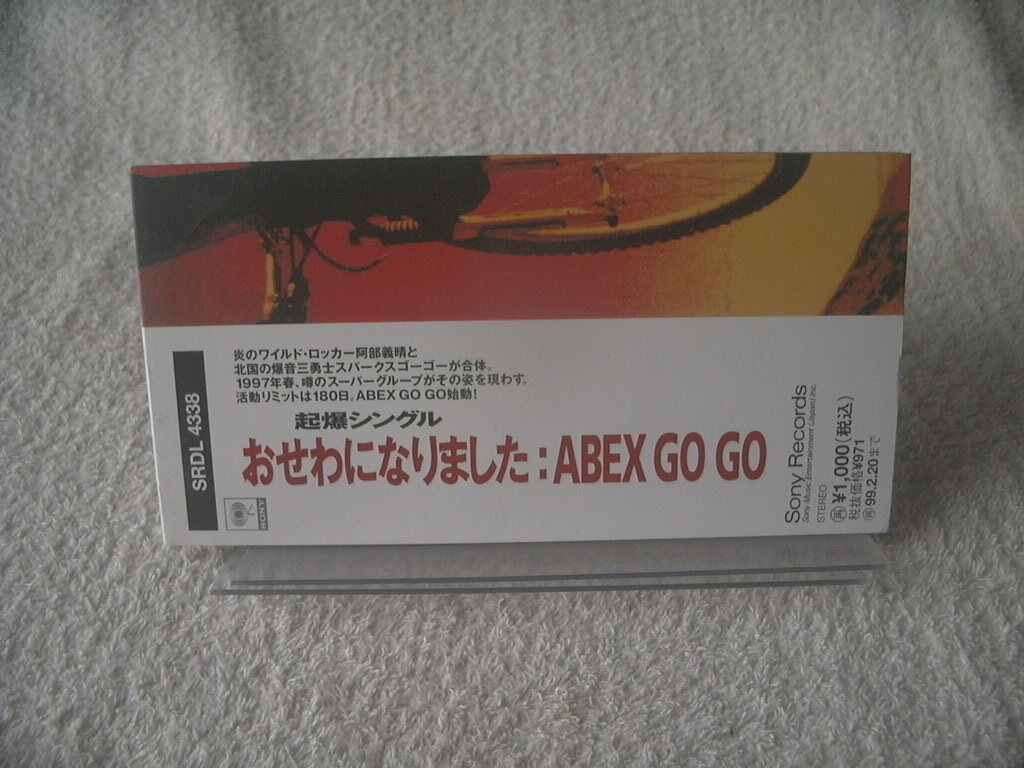 SRDL 4338
炎のワイルド・ロッカー阿部義晴と
北国の爆音三勇士スパークスゴーゴーが合体。
1997年春、噂のスーパーグループがその姿を現わす。
活動リミットは180日。ABEX GO GO始動!
起爆シングル
おせわになりました:ABEX GO GO
SONY
Sony Records
Sony Music Entertainment (Japan) Inc.
STEREO
再 ¥1,000(税込)
税抜価格¥971
再 99.2.20まで